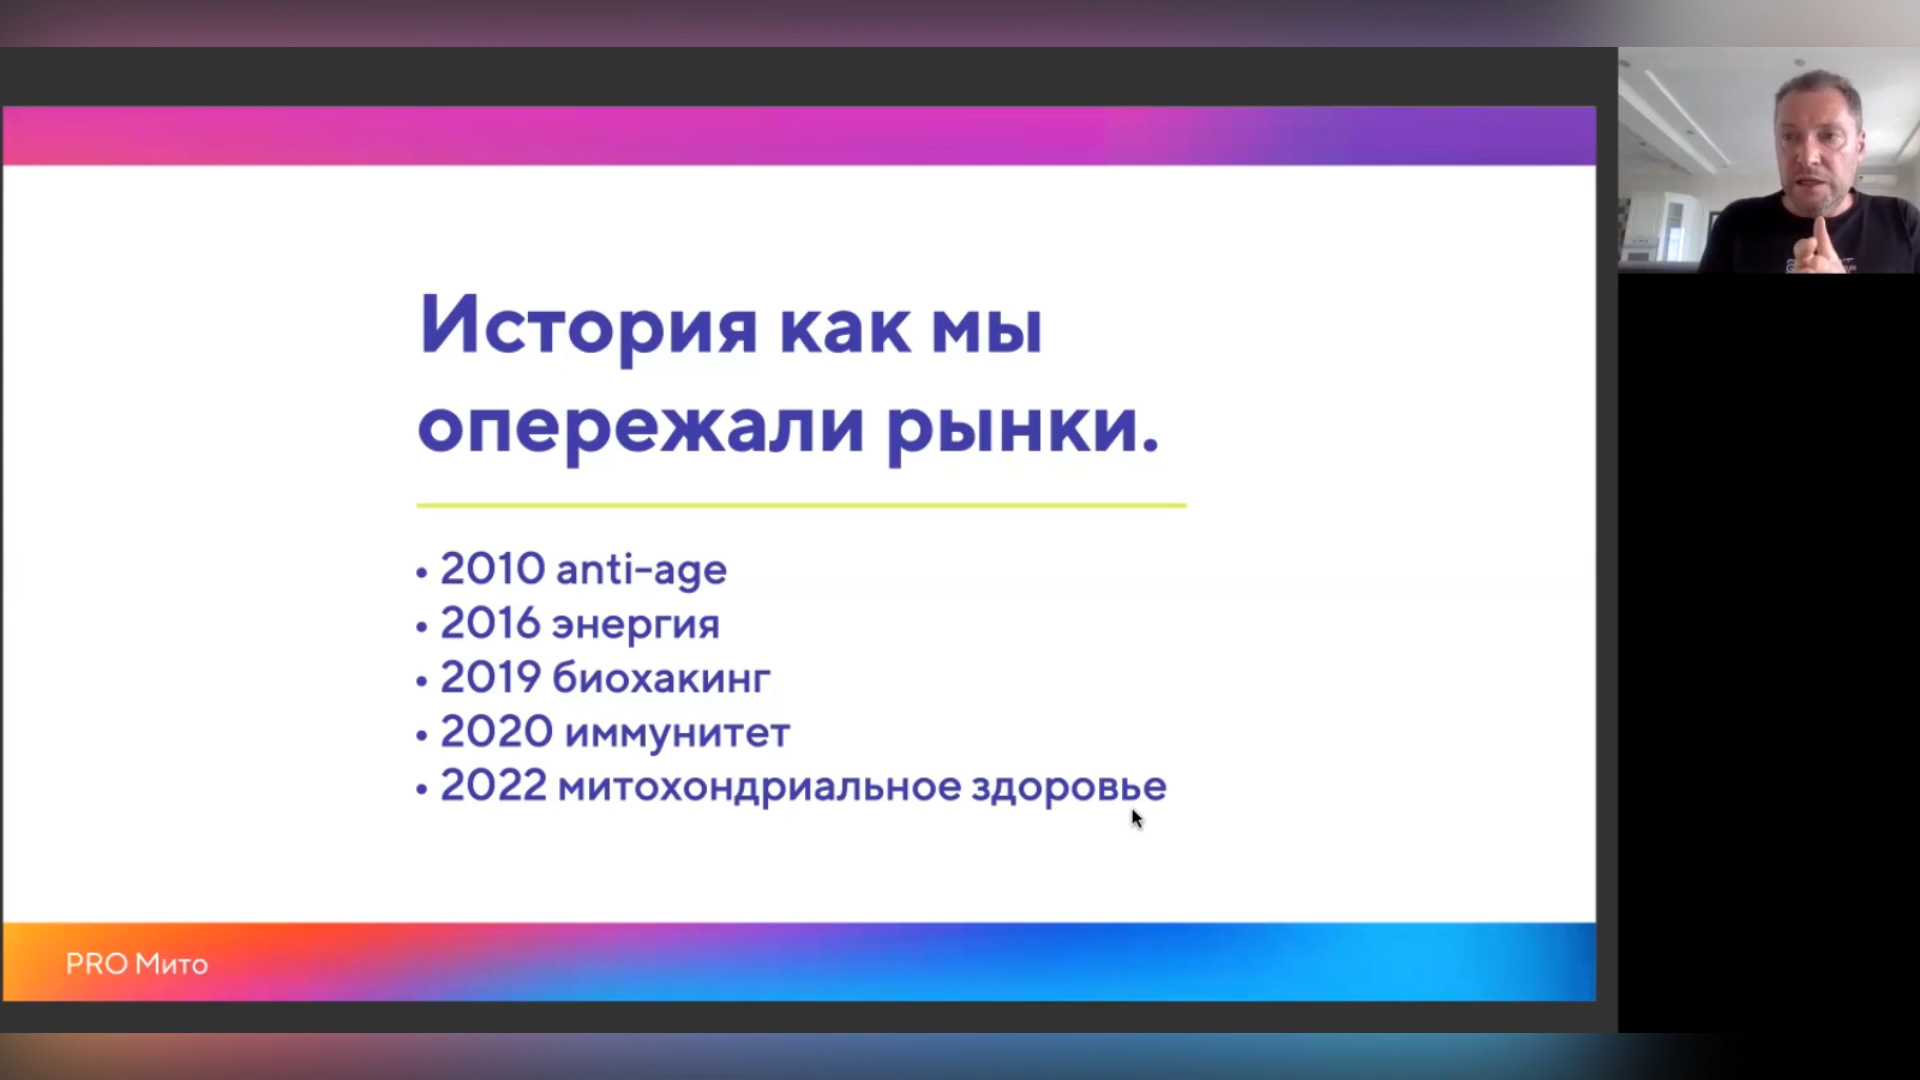 История как мы
опережали рынки.
• 2010 anti-age
• 2016 энергия
• 2019 биохакинг
• 2020 иммунитет
• 2022 митохондриальное здоровье
PRO Мито